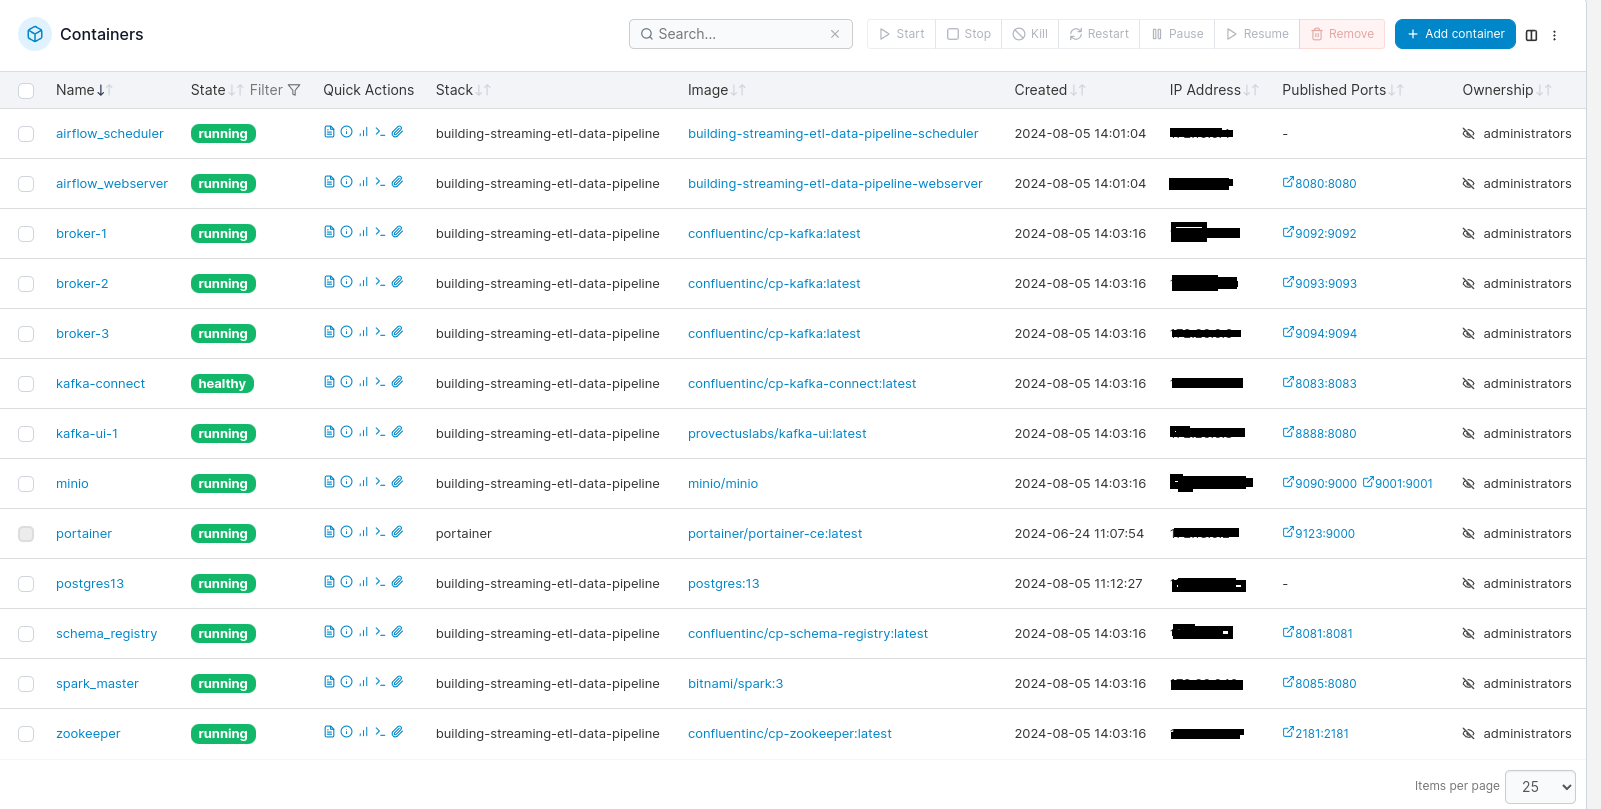 Containers Search... Start Stop Kill Restart Pause Resume Remove Add container
Name State Filter Quick Actions Stack Image Created IP Address Published Ports Ownership
airflow_scheduler running building-streaming-etl-data-pipeline building-streaming-etl-data-pipeline-scheduler 2024-08-05 14:01:04 - administrators
airflow_webserver running building-streaming-etl-data-pipeline building-streaming-etl-data-pipeline-webserver 2024-08-05 14:01:04 8080:8080 administrators
broker-1 running building-streaming-etl-data-pipeline confluentinc/cp-kafka:latest 2024-08-05 14:03:16 9092:9092 administrators
broker-2 running building-streaming-etl-data-pipeline confluentinc/cp-kafka:latest 2024-08-05 14:03:16 9093:9093 administrators
broker-3 running building-streaming-etl-data-pipeline confluentinc/cp-kafka:latest 2024-08-05 14:03:16 9094:9094 administrators
kafka-connect healthy building-streaming-etl-data-pipeline confluentinc/cp-kafka-connect:latest 2024-08-05 14:03:16 8083:8083 administrators
kafka-ui-1 running building-streaming-etl-data-pipeline provectuslabs/kafka-ui:latest 2024-08-05 14:03:16 8888:8080 administrators
minio running building-streaming-etl-data-pipeline minio/minio 2024-08-05 14:03:16 9090:9000 9001:9001 administrators
portainer running portainer portainer/portainer-ce:latest 2024-06-24 11:07:54 9123:9000 administrators
postgres13 running building-streaming-etl-data-pipeline postgres:13 2024-08-05 11:12:27 - administrators
schema_registry running building-streaming-etl-data-pipeline confluentinc/cp-schema-registry:latest 2024-08-05 14:03:16 8081:8081 administrators
spark_master running building-streaming-etl-data-pipeline bitnami/spark:3 2024-08-05 14:03:16 8085:8080 administrators
zookeeper running building-streaming-etl-data-pipeline confluentinc/cp-zookeeper:latest 2024-08-05 14:03:16 2181:2181 administrators
Items per page 25